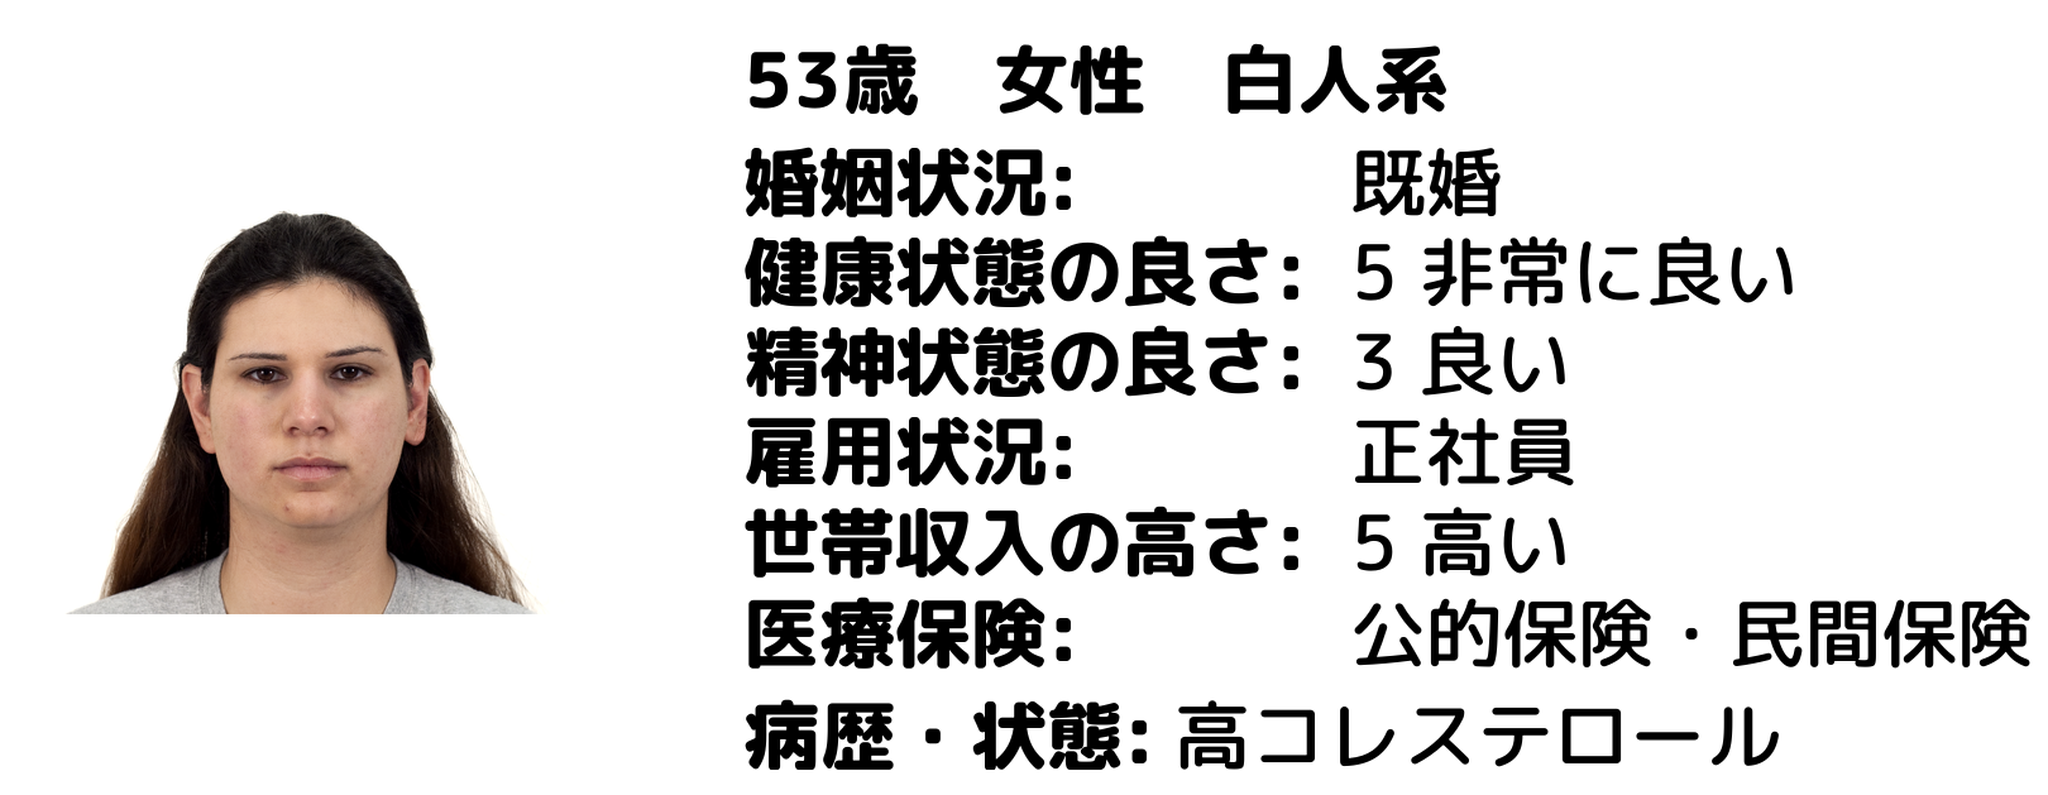 53歳　女性　白人系
婚姻状況: 既婚
健康状態の良さ: 5 非常に良い
精神状態の良さ: 3 良い
雇用状況: 正社員
世帯収入の高さ: 5 高い
医療保険: 公的保険・民間保険
病歴・状態: 高コレステロール